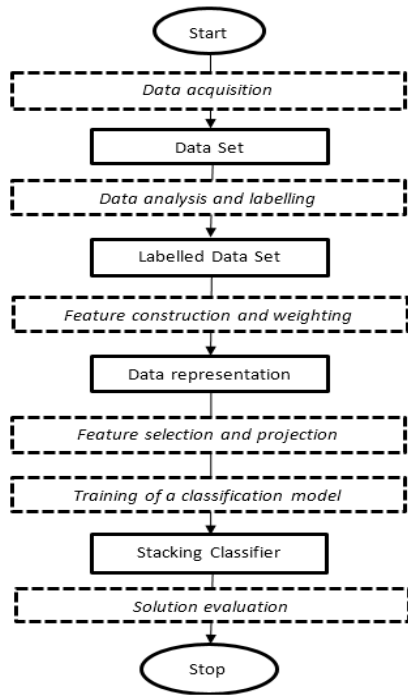 Start
Data acquisition
Data Set
Data analysis and labelling
Labelled Data Set
Feature construction and weighting
Data representation
Feature selection and projection
Training of a classification model
Stacking Classifier
Solution evaluation
Stop